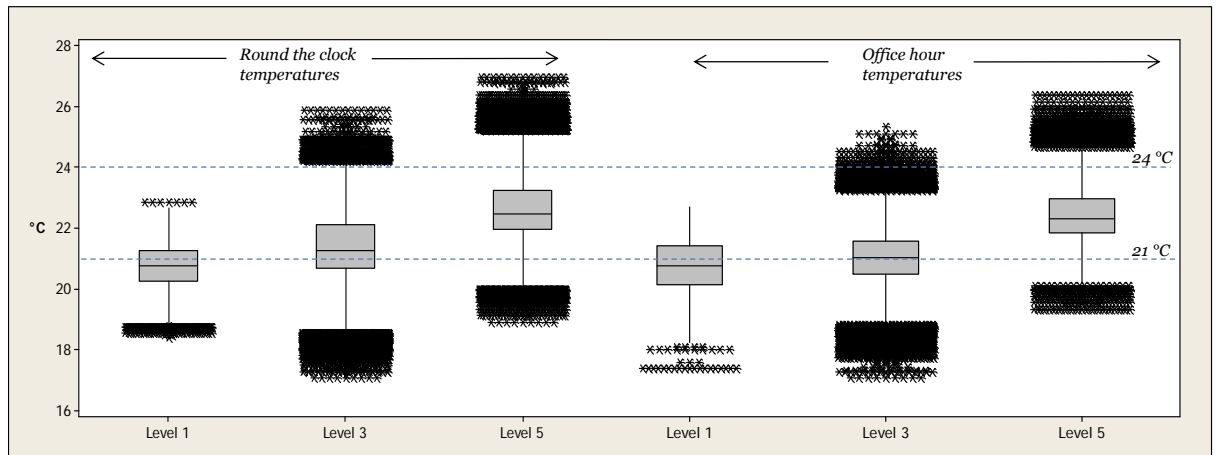 28
Round the clock
temperatures
Office hour
temperatures
26
24
24 °C
°C
22
21 °C
20
18
16
Level 1 Level 3 Level 5 Level 1 Level 3 Level 5